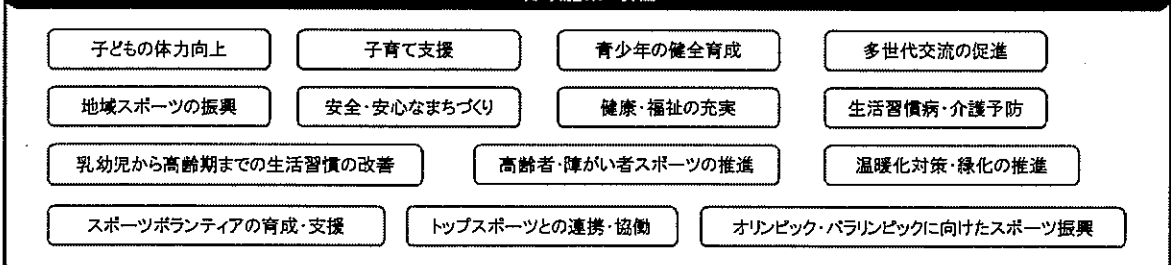 子どもの体力向上 子育て支援 青少年の健全育成 多世代交流の促進
地域スポーツの振興 安全・安心なまちづくり 健康・福祉の充実 生活習慣病・介護予防
乳幼児から高齢期までの生活習慣の改善 高齢者・障がい者スポーツの推進 温暖化対策・緑化の推進
スポーツボランティアの育成・支援 トップスポーツとの連携・協働 オリンピック・パラリンピックに向けたスポーツ振興